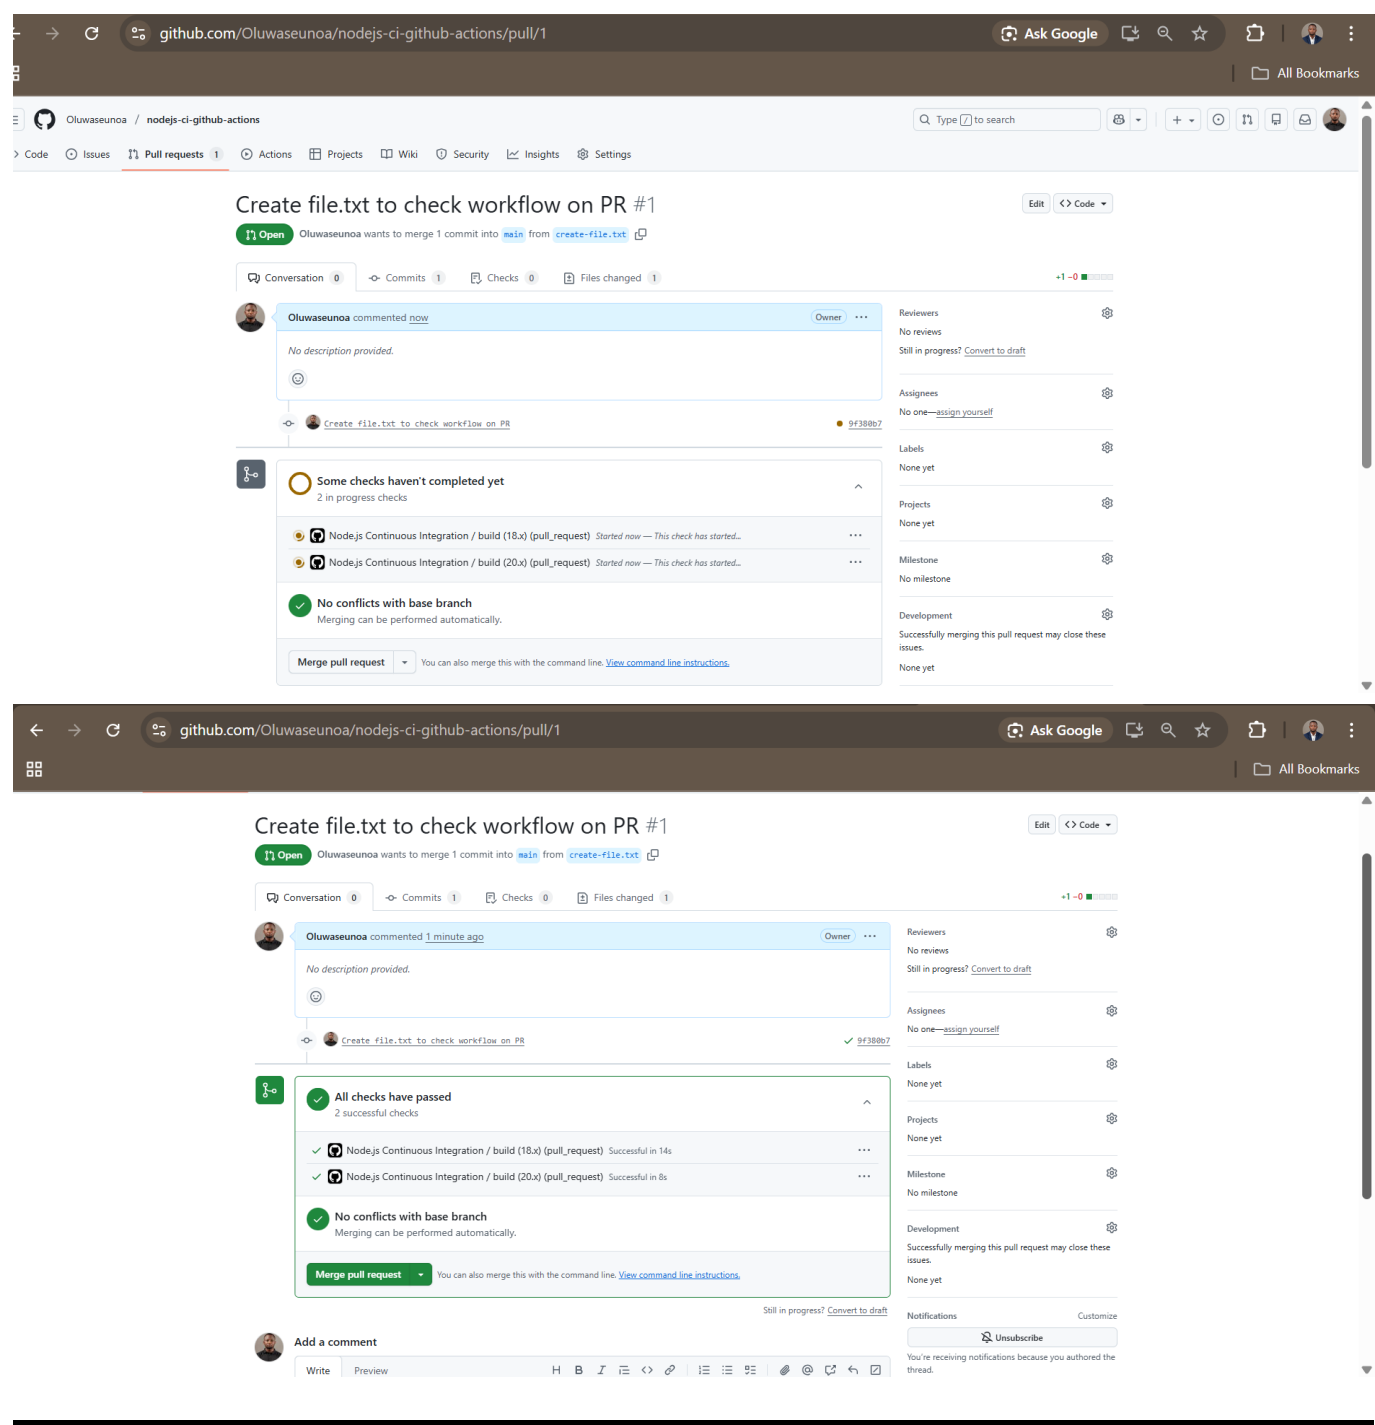 github.com/Oluwaseunoa/nodejs-ci-github-actions/pull/1
Ask Google
All Bookmarks
Oluwaseunoa / nodejs-ci-github-actions
Type / to search
Code Issues Pull requests 1 Actions Projects Wiki Security Insights Settings
Create file.txt to check workflow on PR #1
Edit <> Code
Open Oluwaseunoa wants to merge 1 commit into main from create-file.txt
Conversation 0 Commits 1 Checks 0 Files changed 1
+1 −0
Oluwaseunoa commented now
Owner
No description provided.
Create file.txt to check workflow on PR
9f380b7
Some checks haven't completed yet
2 in progress checks
Node.js Continuous Integration / build (18.x) (pull_request) Started now — This check has started...
Node.js Continuous Integration / build (20.x) (pull_request) Started now — This check has started...
No conflicts with base branch
Merging can be performed automatically.
Merge pull request
You can also merge this with the command line. View command line instructions.
Reviewers
No reviews
Still in progress? Convert to draft
Assignees
No one—assign yourself
Labels
None yet
Projects
None yet
Milestone
No milestone
Development
Successfully merging this pull request may close these
issues.
None yet
github.com/Oluwaseunoa/nodejs-ci-github-actions/pull/1
Ask Google
All Bookmarks
Create file.txt to check workflow on PR #1
Edit <> Code
Open Oluwaseunoa wants to merge 1 commit into main from create-file.txt
Conversation 0 Commits 1 Checks 0 Files changed 1
+1 −0
Oluwaseunoa commented 1 minute ago
Owner
No description provided.
Create file.txt to check workflow on PR
9f380b7
All checks have passed
2 successful checks
Node.js Continuous Integration / build (18.x) (pull_request) Successful in 14s
Node.js Continuous Integration / build (20.x) (pull_request) Successful in 8s
No conflicts with base branch
Merging can be performed automatically.
Merge pull request
You can also merge this with the command line. View command line instructions.
Still in progress? Convert to draft
Add a comment
Write Preview
H B I
Reviewers
No reviews
Still in progress? Convert to draft
Assignees
No one—assign yourself
Labels
None yet
Projects
None yet
Milestone
No milestone
Development
Successfully merging this pull request may close these
issues.
None yet
Notifications
Customize
Unsubscribe
You're receiving notifications because you authored the
thread.